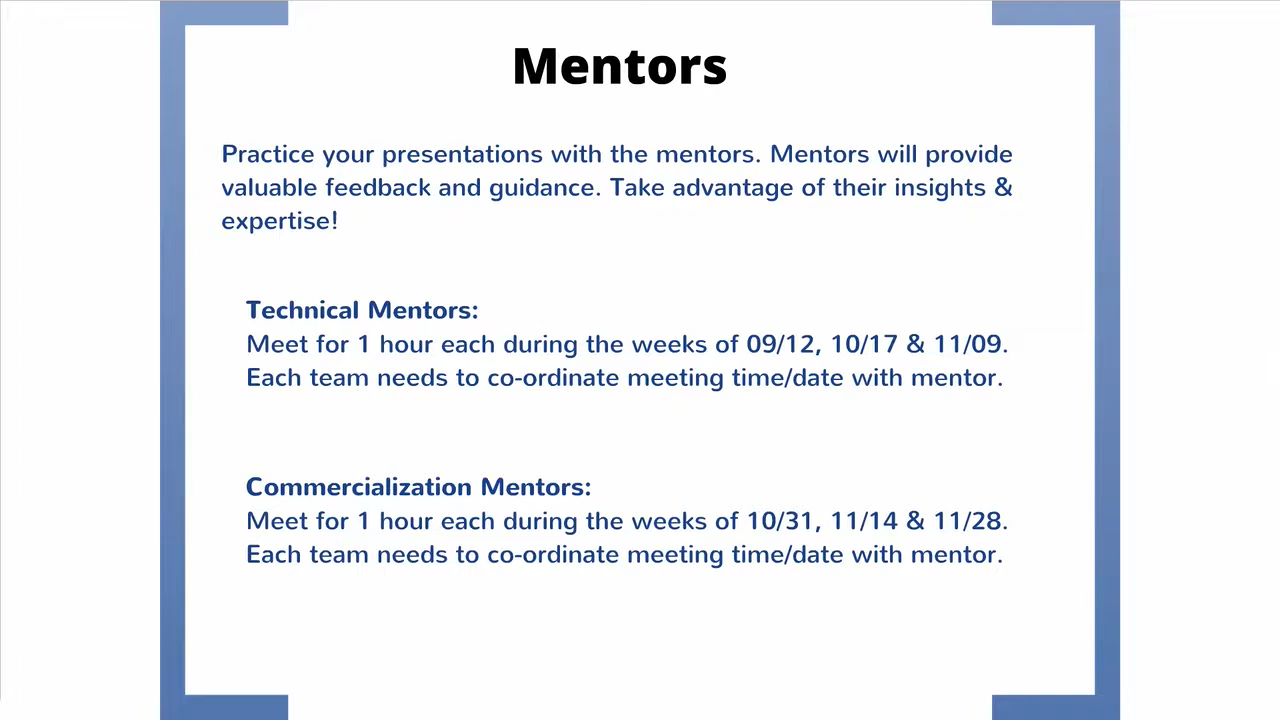 Mentors
Practice your presentations with the mentors. Mentors will provide
valuable feedback and guidance. Take advantage of their insights &
expertise!
Technical Mentors:
Meet for 1 hour each during the weeks of 09/12, 10/17 & 11/09.
Each team needs to co-ordinate meeting time/date with mentor.
Commercialization Mentors:
Meet for 1 hour each during the weeks of 10/31, 11/14 & 11/28.
Each team needs to co-ordinate meeting time/date with mentor.